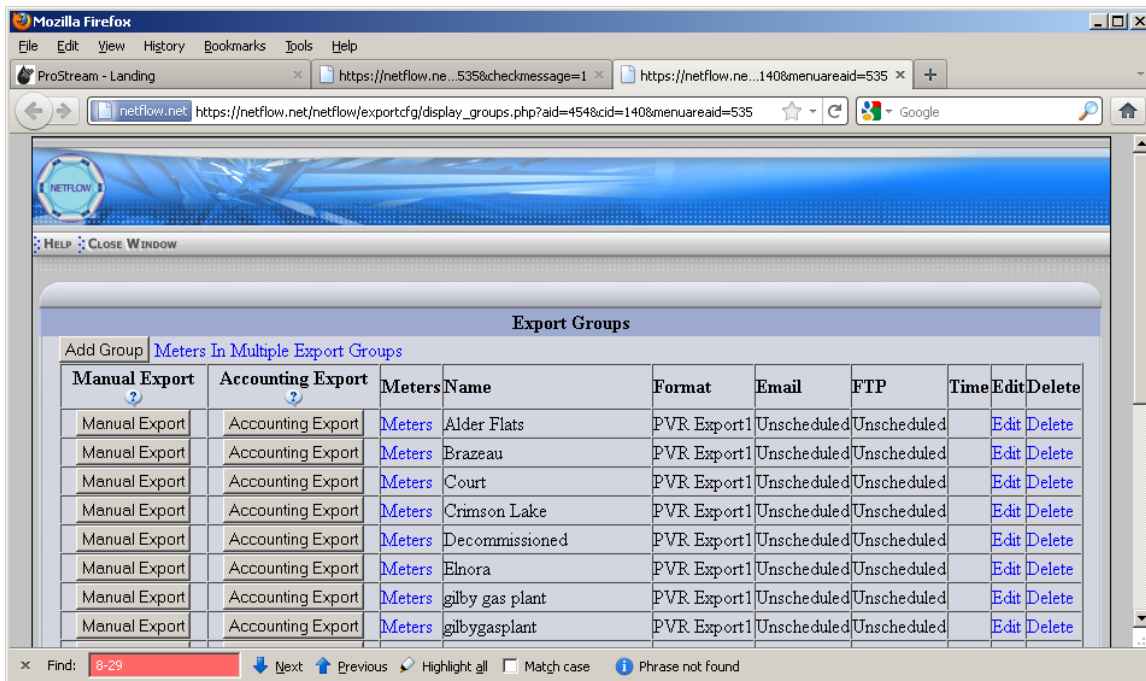 Mozilla Firefox
File Edit View History Bookmarks Tools Help
ProStream - Landing × https://netflow.ne...535&checkmessage=1 × https://netflow.ne...140&menuareaid=535 × +
netflow.net https://netflow.net/netflow/exportcfg/display_groups.php?aid=454&cid=140&menuareaid=535 Google
NETFLOW
HELP CLOSE WINDOW
Export Groups
Add Group Meters In Multiple Export Groups
Manual Export ? Accounting Export ? Meters Name Format Email FTP Time Edit Delete
Manual Export Accounting Export Meters Alder Flats PVR Export1 Unscheduled Unscheduled Edit Delete
Manual Export Accounting Export Meters Brazeau PVR Export1 Unscheduled Unscheduled Edit Delete
Manual Export Accounting Export Meters Court PVR Export1 Unscheduled Unscheduled Edit Delete
Manual Export Accounting Export Meters Crimson Lake PVR Export1 Unscheduled Unscheduled Edit Delete
Manual Export Accounting Export Meters Decommissioned PVR Export1 Unscheduled Unscheduled Edit Delete
Manual Export Accounting Export Meters Elnora PVR Export1 Unscheduled Unscheduled Edit Delete
Manual Export Accounting Export Meters gilby gas plant PVR Export1 Unscheduled Unscheduled Edit Delete
Manual Export Accounting Export Meters gilbygasplant PVR Export1 Unscheduled Unscheduled Edit Delete
× Find: 8-29 Next Previous Highlight all Match case Phrase not found